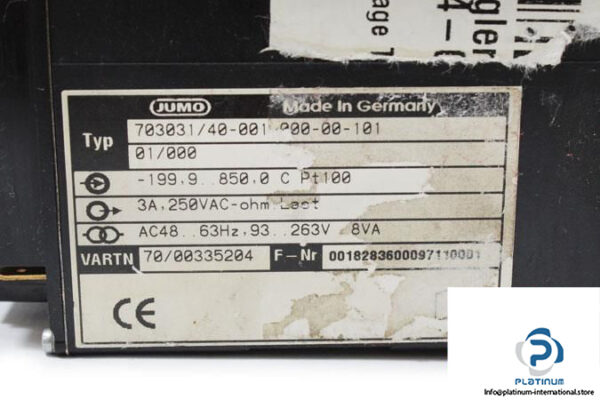 gler
age
JUMO Made in Germany
Typ 703031/40-001 000-00-101
01/000
-199,9..850,0 C Pt100
3A,250VAC-ohm.Last
AC48..63Hz,93..263V 8VA
VARTN 70/00335204 F-Nr 0018283600097110001
CE
PLATINUM
Info@platinum-international.store